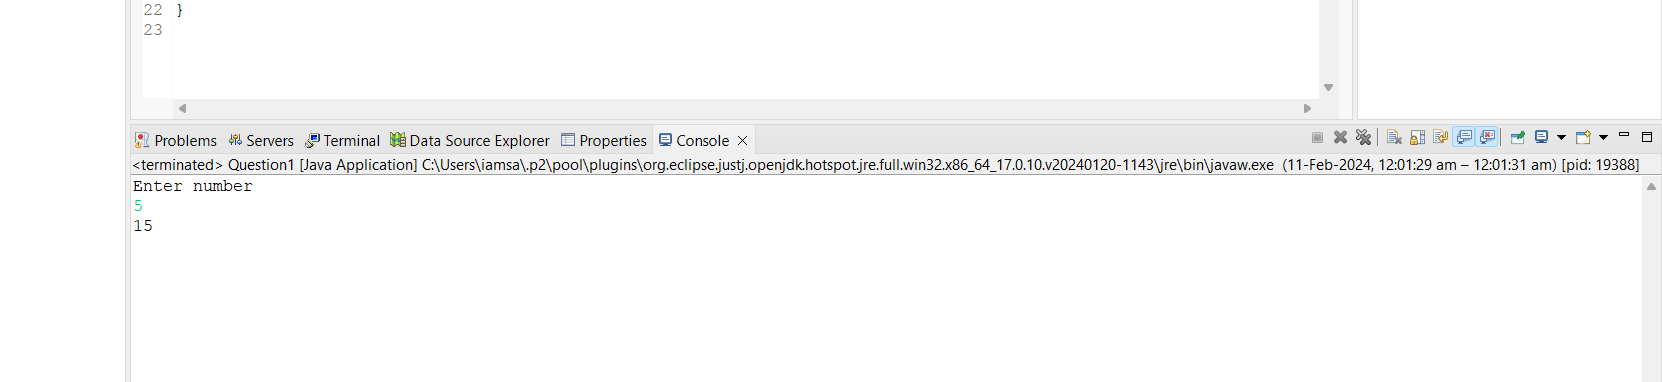 22 }
23
Problems Servers Terminal Data Source Explorer Properties Console
<terminated> Question1 [Java Application] C:\Users\iamsa\.p2\pool\plugins\org.eclipse.justj.openjdk.hotspot.jre.full.win32.x86_64_17.0.10.v20240120-1143\jre\bin\javaw.exe (11-Feb-2024, 12:01:29 am – 12:01:31 am) [pid: 19388]
Enter number
5
15